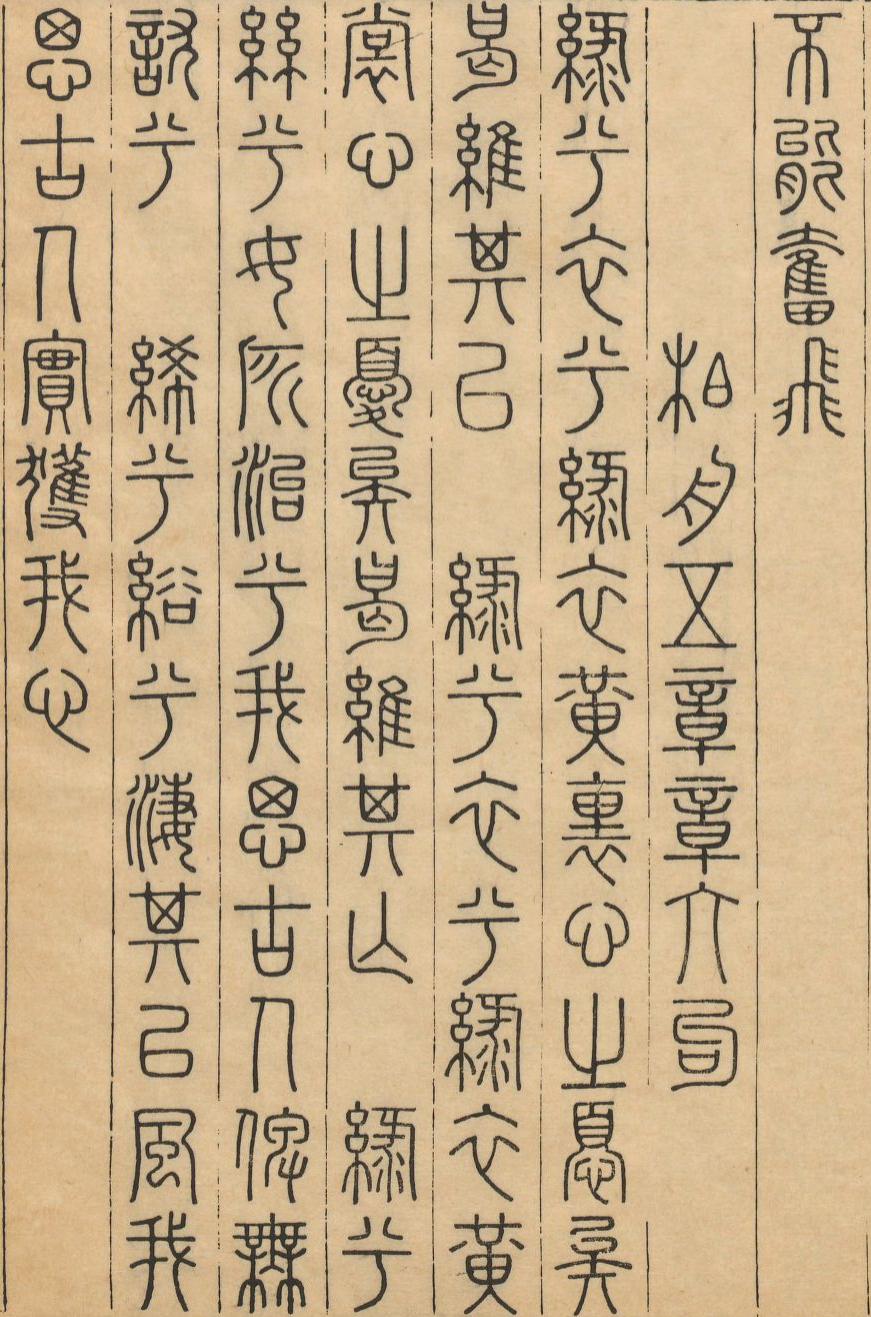 不能奮飛
柏舟五章章六句
綠兮衣兮綠衣黃裏心之𢝊矣
曷維其已　綠兮衣兮綠衣黃
裳心之憂矣曷維其亡　綠兮
絲兮女所治兮我思古人俾無
訧兮　絺兮綌兮淒其以風我
思古人實獲我心